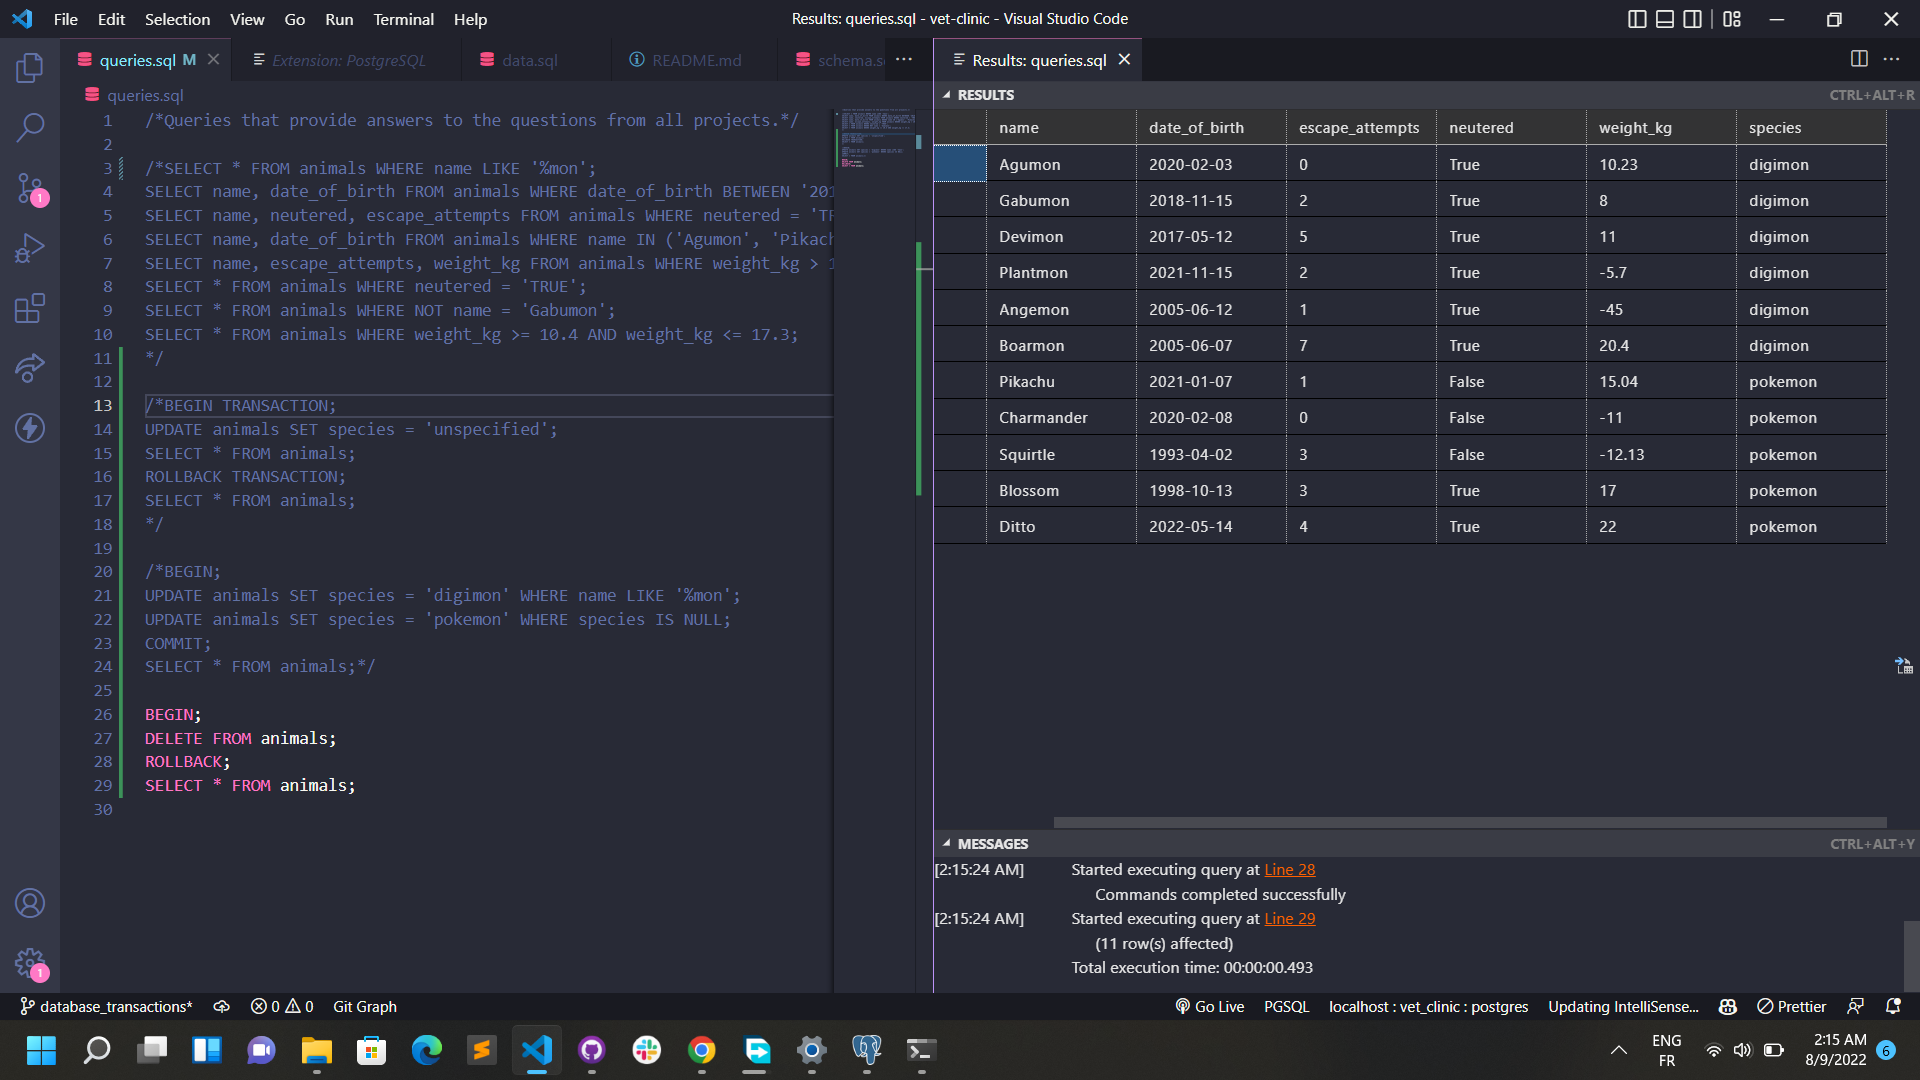 File Edit Selection View Go Run Terminal Help
Results: queries.sql - vet-clinic - Visual Studio Code
queries.sql M
Extension: PostgreSQL
data.sql
README.md
schema.s
Results: queries.sql
queries.sql
1 /*Queries that provide answers to the questions from all projects.*/
2
3 /*SELECT * FROM animals WHERE name LIKE '%mon';
4 SELECT name, date_of_birth FROM animals WHERE date_of_birth BETWEEN '201
5 SELECT name, neutered, escape_attempts FROM animals WHERE neutered = 'TR
6 SELECT name, date_of_birth FROM animals WHERE name IN ('Agumon', 'Pikach
7 SELECT name, escape_attempts, weight_kg FROM animals WHERE weight_kg > 1
8 SELECT * FROM animals WHERE neutered = 'TRUE';
9 SELECT * FROM animals WHERE NOT name = 'Gabumon';
10 SELECT * FROM animals WHERE weight_kg >= 10.4 AND weight_kg <= 17.3;
11 */
12
13 /*BEGIN TRANSACTION;
14 UPDATE animals SET species = 'unspecified';
15 SELECT * FROM animals;
16 ROLLBACK TRANSACTION;
17 SELECT * FROM animals;
18 */
19
20 /*BEGIN;
21 UPDATE animals SET species = 'digimon' WHERE name LIKE '%mon';
22 UPDATE animals SET species = 'pokemon' WHERE species IS NULL;
23 COMMIT;
24 SELECT * FROM animals;*/
25
26 BEGIN;
27 DELETE FROM animals;
28 ROLLBACK;
29 SELECT * FROM animals;
30
RESULTS CTRL+ALT+R
name date_of_birth escape_attempts neutered weight_kg species
Agumon 2020-02-03 0 True 10.23 digimon
Gabumon 2018-11-15 2 True 8 digimon
Devimon 2017-05-12 5 True 11 digimon
Plantmon 2021-11-15 2 True -5.7 digimon
Angemon 2005-06-12 1 True -45 digimon
Boarmon 2005-06-07 7 True 20.4 digimon
Pikachu 2021-01-07 1 False 15.04 pokemon
Charmander 2020-02-08 0 False -11 pokemon
Squirtle 1993-04-02 3 False -12.13 pokemon
Blossom 1998-10-13 3 True 17 pokemon
Ditto 2022-05-14 4 True 22 pokemon
MESSAGES CTRL+ALT+Y
[2:15:24 AM] Started executing query at Line 28
Commands completed successfully
[2:15:24 AM] Started executing query at Line 29
(11 row(s) affected)
Total execution time: 00:00:00.493
1
1
database_transactions* 0 0 Git Graph
Go Live PGSQL localhost : vet_clinic : postgres Updating IntelliSense... Prettier
ENG
FR
2:15 AM
8/9/2022
6